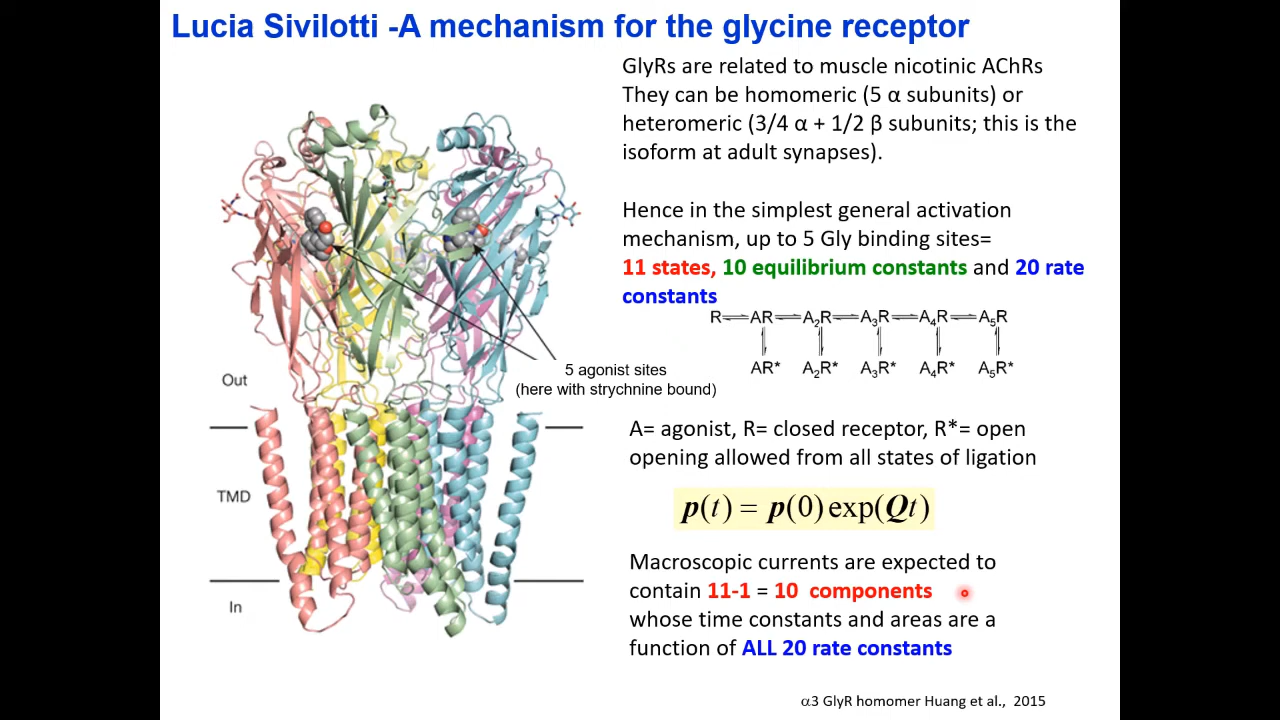 Lucia Sivilotti -A mechanism for the glycine receptor
GlyRs are related to muscle nicotinic AChRs
They can be homomeric (5 α subunits) or
heteromeric (3/4 α + 1/2 β subunits; this is the
isoform at adult synapses).
Hence in the simplest general activation
mechanism, up to 5 Gly binding sites=
11 states, 10 equilibrium constants and 20 rate
constants
R⇌AR⇌A₂R⇌A₃R⇌A₄R⇌A₅R
AR* A₂R* A₃R* A₄R* A₅R*
5 agonist sites
(here with strychnine bound)
Out
TMD
In
A= agonist, R= closed receptor, R*= open
opening allowed from all states of ligation
p(t) = p(0) exp(Qt)
Macroscopic currents are expected to
contain 11-1 = 10 components
whose time constants and areas are a
function of ALL 20 rate constants
α3 GlyR homomer Huang et al., 2015